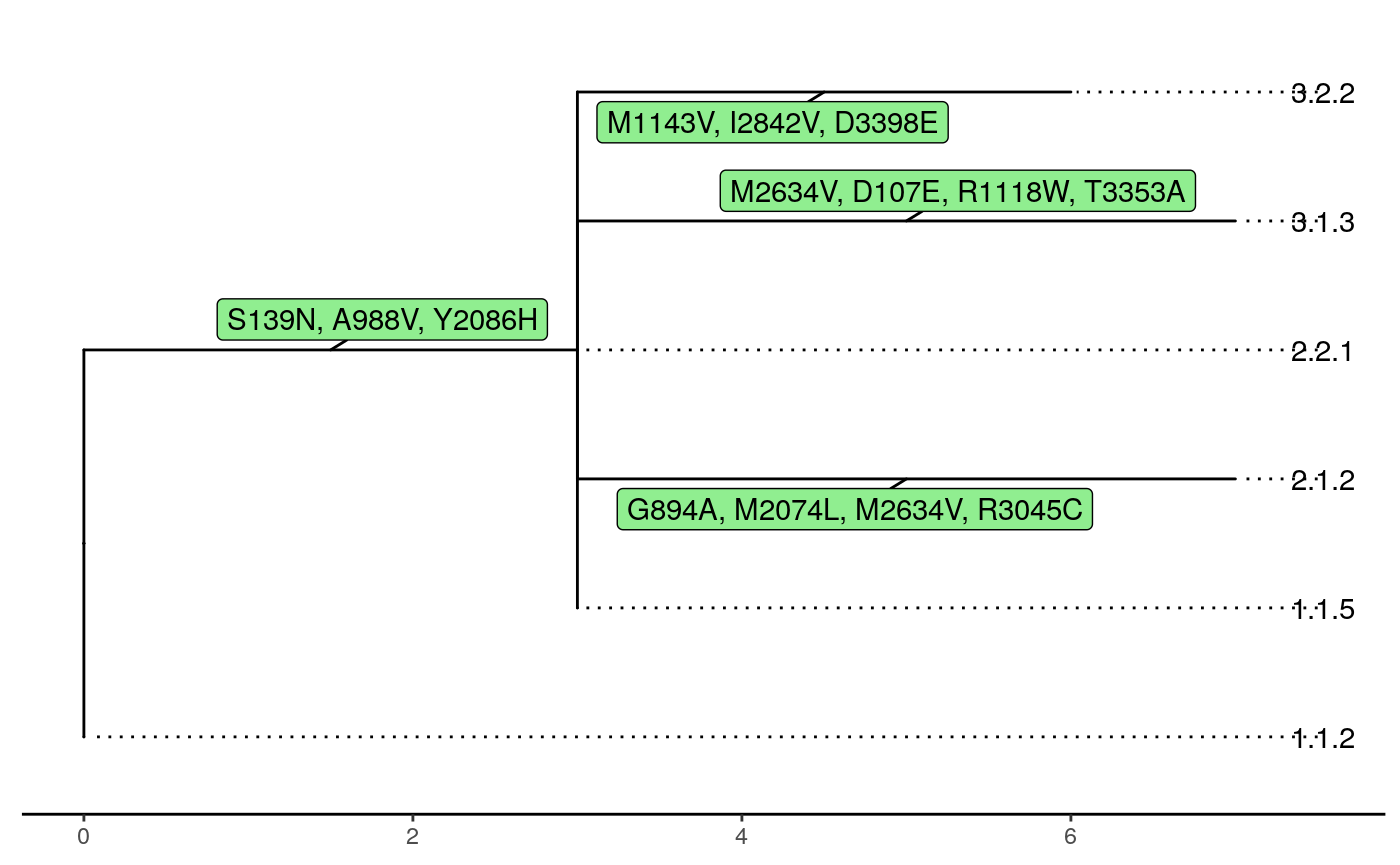 3.2.2
M1143V, I2842V, D3398E
M2634V, D107E, R1118W, T3353A
3.1.3
S139N, A988V, Y2086H
2.2.1
2.1.2
G894A, M2074L, M2634V, R3045C
1.1.5
1.1.2
0 2 4 6